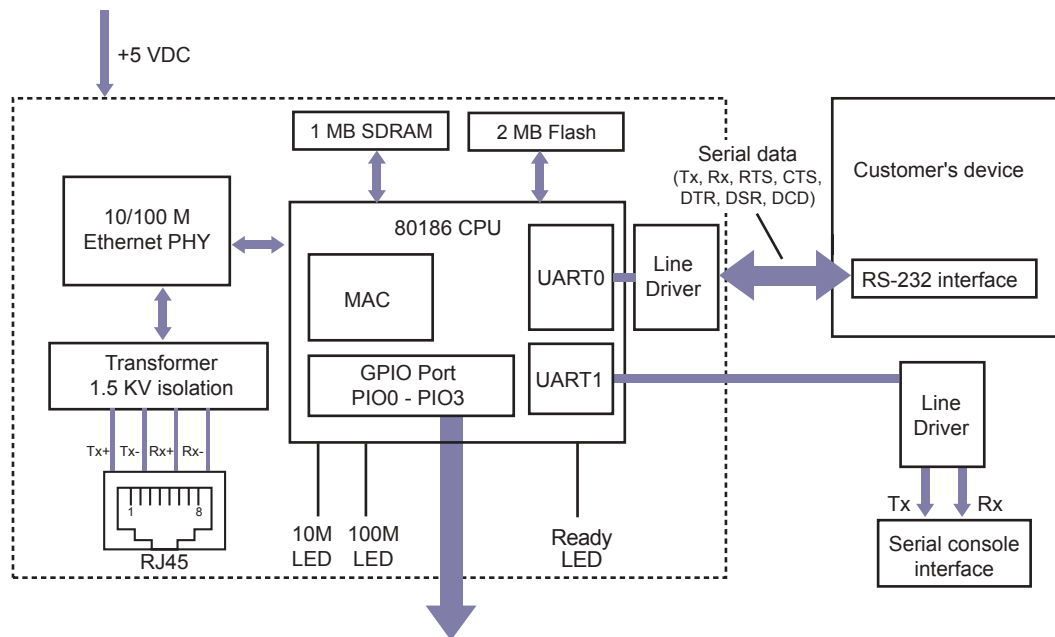 +5 VDC
1 MB SDRAM
2 MB Flash
Serial data
(Tx, Rx, RTS, CTS,
DTR, DSR, DCD)
Customer's device
RS-232 interface
10/100 M
Ethernet PHY
80186 CPU
MAC
UART0
Line
Driver
Transformer
1.5 KV isolation
GPIO Port
PIO0 - PIO3
UART1
Line
Driver
Tx+
Tx-
Rx+
Rx-
1
8
RJ45
10M
LED
100M
LED
Ready
LED
Tx
Rx
Serial console
interface